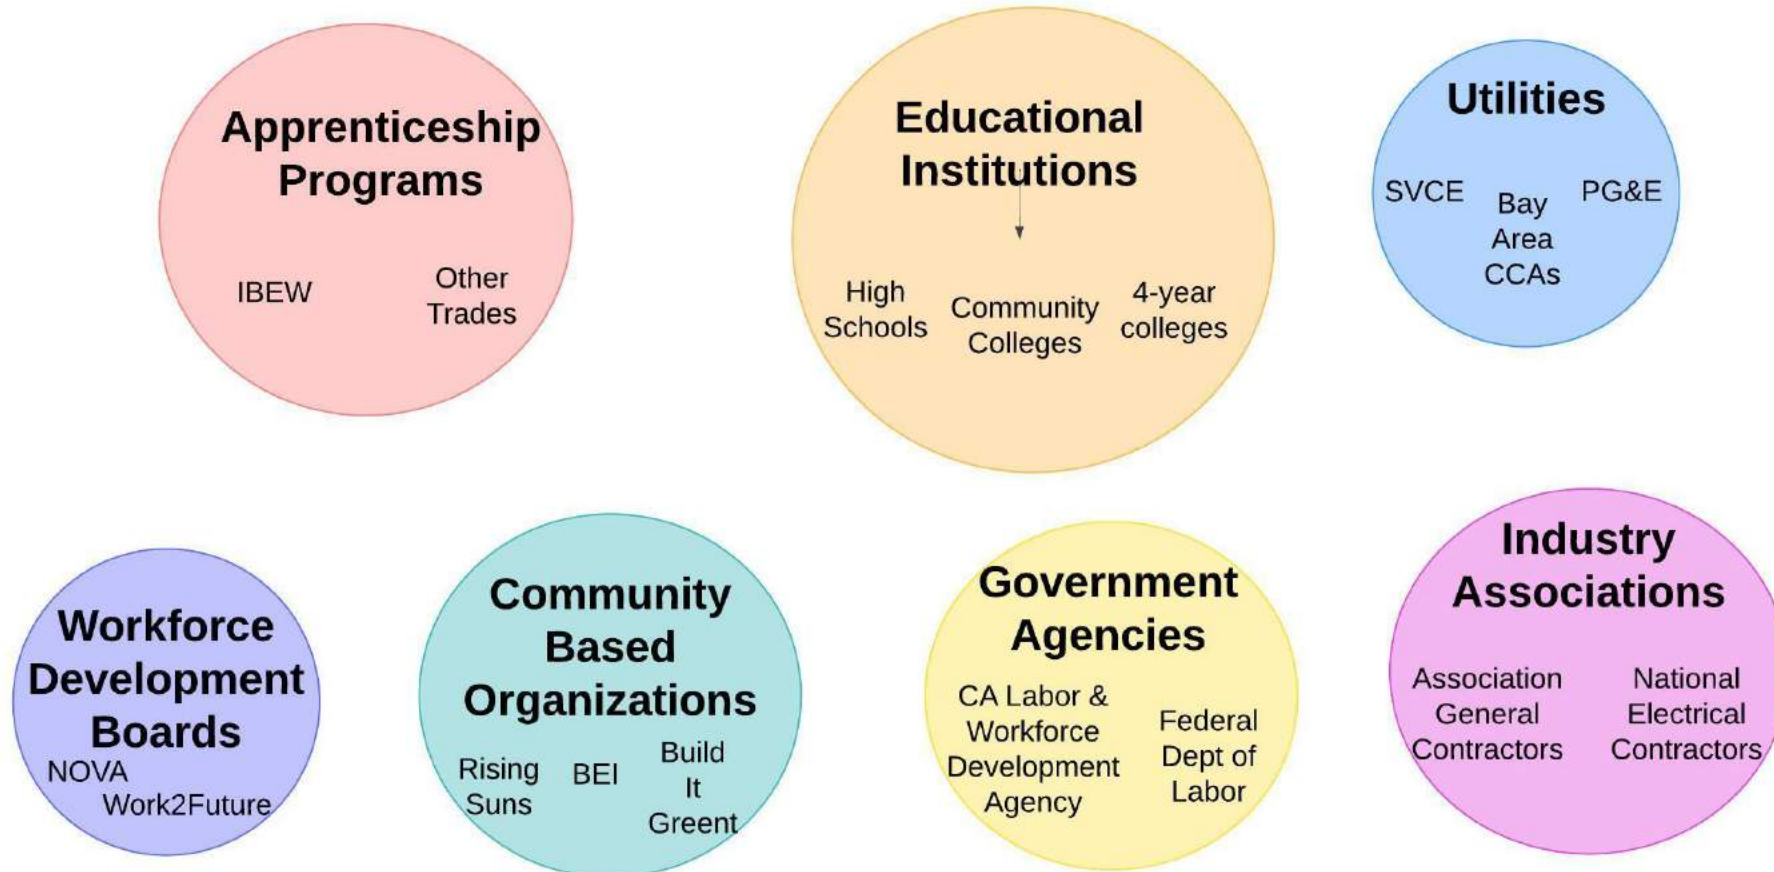 Apprenticeship
Programs
IBEW
Other
Trades
Educational
Institutions
High
Schools
Community
Colleges
4-year
colleges
Utilities
SVCE
Bay
Area
CCAs
PG&E
Workforce
Development
Boards
NOVA
Work2Future
Community
Based
Organizations
Rising
Suns
BEI
Build
It
Greent
Government
Agencies
CA Labor &
Workforce
Development
Agency
Federal
Dept of
Labor
Industry
Associations
Association
General
Contractors
National
Electrical
Contractors